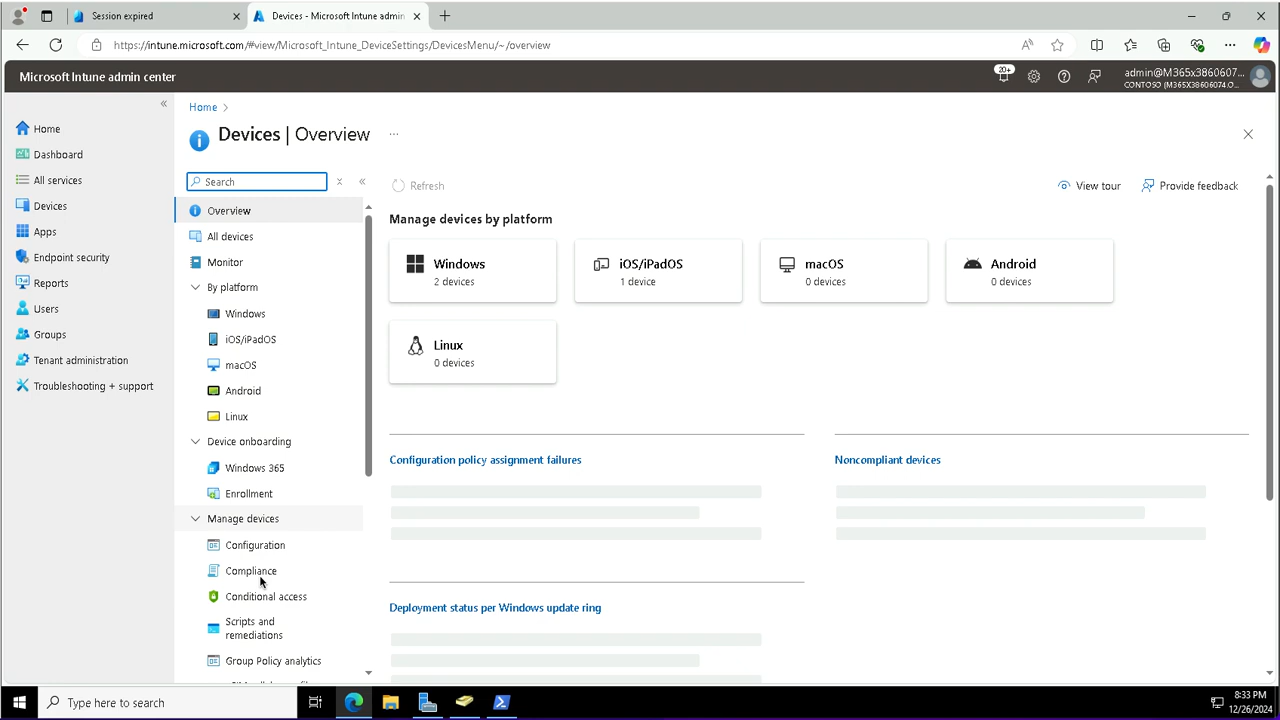 Session expired
Devices - Microsoft Intune admin
https://intune.microsoft.com/#view/Microsoft_Intune_DeviceSettings/DevicesMenu/~/overview
Microsoft Intune admin center
20+
admin@M365x3860607...
CONTOSO (M365X38606074.O...
Home
Dashboard
All services
Devices
Apps
Endpoint security
Reports
Users
Groups
Tenant administration
Troubleshooting + support
Home
Devices | Overview
Search
Overview
All devices
Monitor
By platform
Windows
iOS/iPadOS
macOS
Android
Linux
Device onboarding
Windows 365
Enrollment
Manage devices
Configuration
Compliance
Conditional access
Scripts and
remediations
Group Policy analytics
Refresh
View tour
Provide feedback
Manage devices by platform
Windows
2 devices
iOS/iPadOS
1 device
macOS
0 devices
Android
0 devices
Linux
0 devices
Configuration policy assignment failures
Noncompliant devices
Deployment status per Windows update ring
Type here to search
8:33 PM
12/26/2024